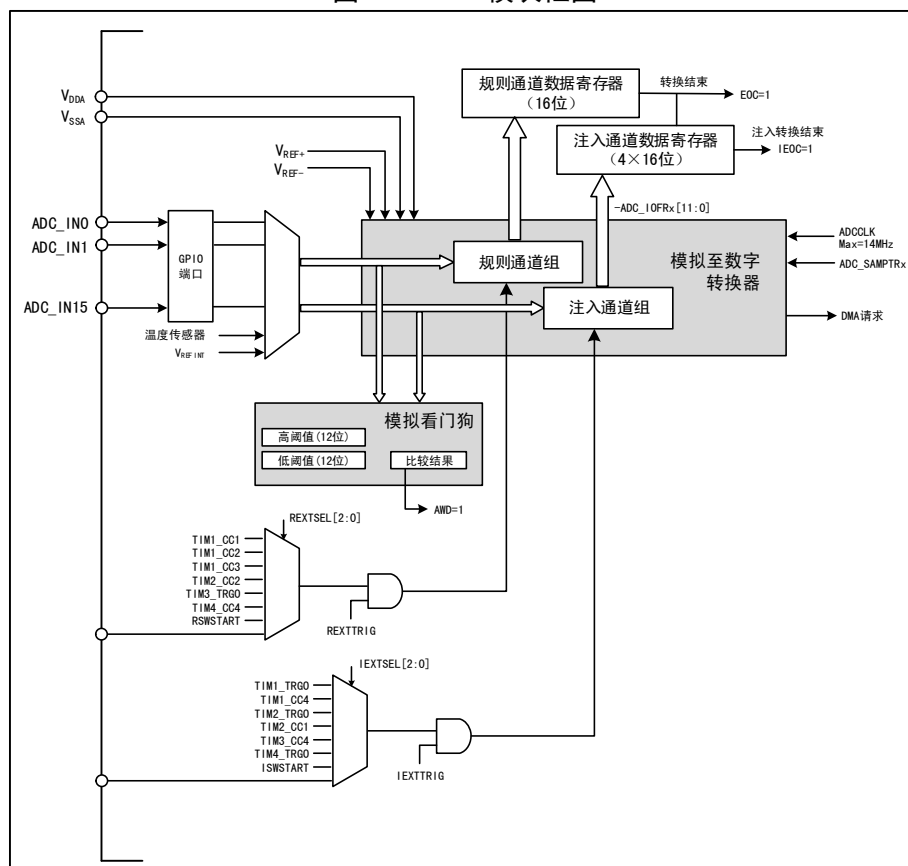 规则通道数据寄存器
(16位)
转换结束
EOC=1
注入通道数据寄存器
(4×16位)
注入转换结束
IEOC=1
VDDA
VSSA
VREF+
VREF-
-ADC_IOFRx[11:0]
ADC_IN0
ADC_IN1
ADC_IN15
GPIO
端口
温度传感器
VREFINT
规则通道组
注入通道组
模拟至数字
转换器
ADCCLK
Max=14MHz
ADC_SAMPTRx
DMA请求
模拟看门狗
高阈值(12位)
低阈值(12位)
比较结果
AWD=1
REXTSEL[2:0]
TIM1_CC1
TIM1_CC2
TIM1_CC3
TIM2_CC2
TIM3_TRGO
TIM4_CC4
RSWSTART
REXTTRIG
IEXTSEL[2:0]
TIM1_TRGO
TIM1_CC4
TIM2_TRGO
TIM2_CC1
TIM3_CC4
TIM4_TRGO
ISWSTART
IEXTTRIG